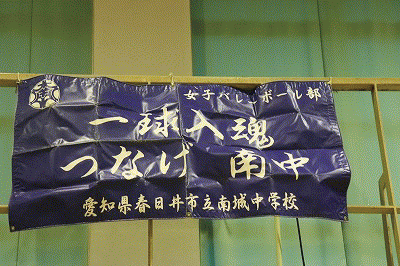 女子バレーボール部
一球入魂
つなげ 南中
愛知県春日井市立南城中学校